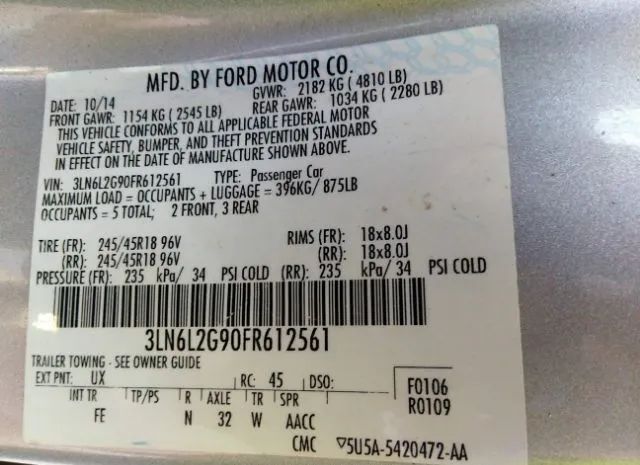 MFD. BY FORD MOTOR CO.
DATE: 10/14 GVWR: 2182 KG ( 4810 LB)
FRONT GAWR: 1154 KG ( 2545 LB) REAR GAWR: 1034 KG ( 2280 LB)
THIS VEHICLE CONFORMS TO ALL APPLICABLE FEDERAL MOTOR
VEHICLE SAFETY, BUMPER, AND THEFT PREVENTION STANDARDS
IN EFFECT ON THE DATE OF MANUFACTURE SHOWN ABOVE.
VIN: 3LN6L2G90FR612561 TYPE: Passenger Car
MAXIMUM LOAD = OCCUPANTS + LUGGAGE = 396KG/ 875LB
OCCUPANTS = 5 TOTAL; 2 FRONT, 3 REAR
TIRE (FR): 245/45R18 96V RIMS (FR): 18x8.0J
(RR): 245/45R18 96V (RR): 18x8.0J
PRESSURE (FR): 235 kPa/ 34 PSI COLD (RR): 235 kPa/ 34 PSI COLD
3LN6L2G90FR612561
TRAILER TOWING - SEE OWNER GUIDE
EXT PNT: UX RC: 45 DSO: F0106
INT TR TP/PS R AXLE TR SPR R0109
FE N 32 W AACC
CMC ▽5U5A-5420472-AA